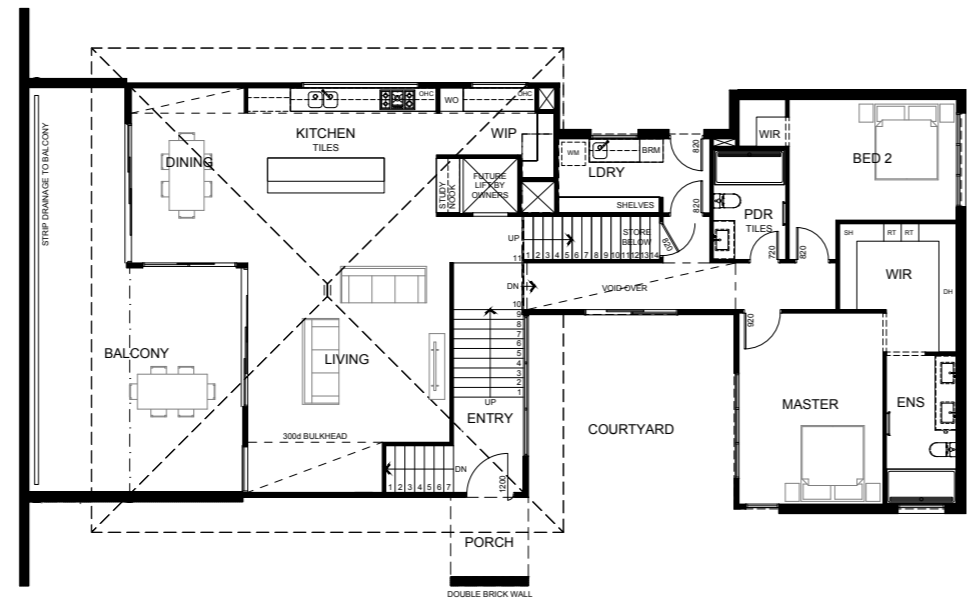 OHC
WO
OHC
KITCHEN
TILES
WIP
DINING
STRIP DRAINAGE TO BALCONY
STUDY
NOOK
FUTURE
LIFT BY
OWNERS
WM
BRM
LDRY
SHELVES
820
820
WIR
BED 2
PDR
TILES
720
820
UP
1 2 3 4 5 6 7 8 9 10 11 12 13 14
STORE
BELOW
820
11
DN
10
9
8
7
6
5
4
3
2
1
UP
VOID OVER
SH
RT
RT
WIR
DH
920
BALCONY
LIVING
ENTRY
COURTYARD
MASTER
ENS
300d BULKHEAD
DN
1 2 3 4 5 6 7
1200
PORCH
DOUBLE BRICK WALL